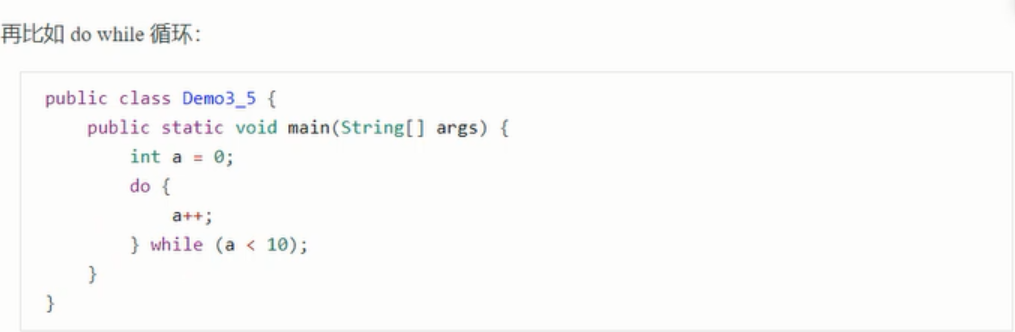 再比如 do while 循环：
public class Demo3_5 {
    public static void main(String[] args) {
        int a = 0;
        do {
            a++;
        } while (a < 10);
    }
}